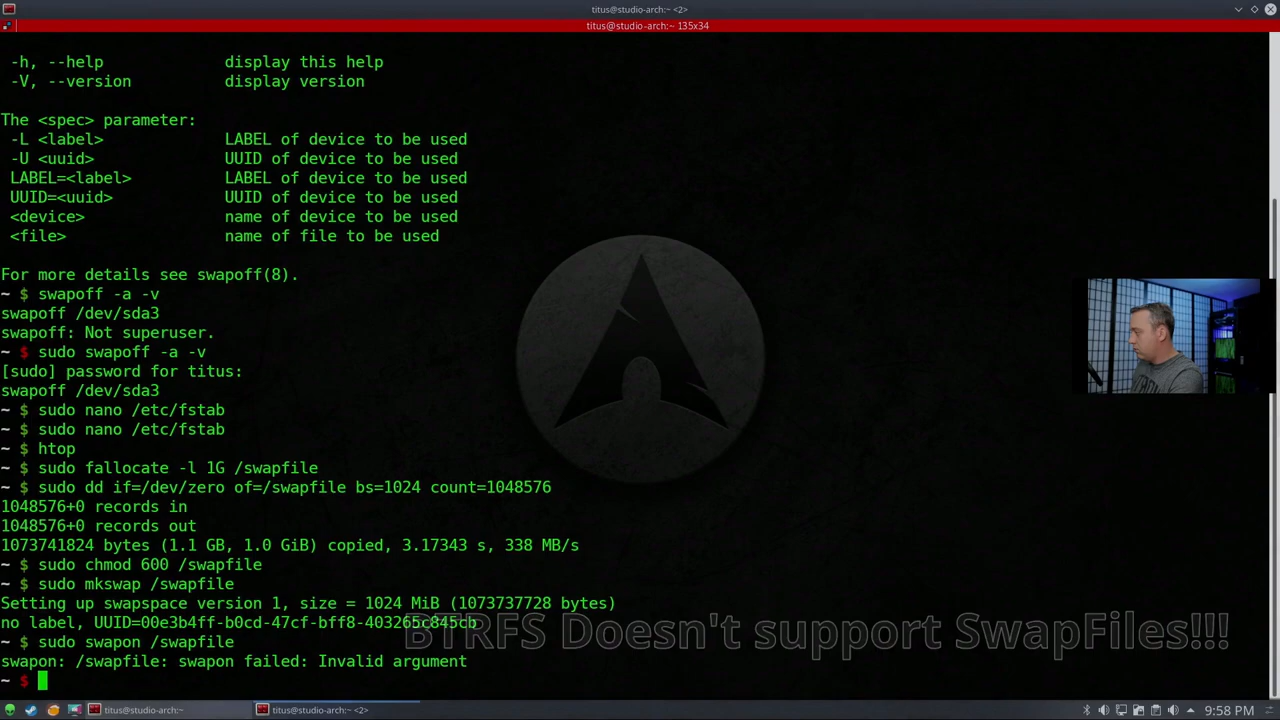 titus@studio-arch:~ <2>
titus@studio-arch:~ 135x34
-h, --help display this help
-V, --version display version
The <spec> parameter:
-L <label> LABEL of device to be used
-U <uuid> UUID of device to be used
LABEL=<label> LABEL of device to be used
UUID=<uuid> UUID of device to be used
<device> name of device to be used
<file> name of file to be used
For more details see swapoff(8).
~ $ swapoff -a -v
swapoff /dev/sda3
swapoff: Not superuser.
~ $ sudo swapoff -a -v
[sudo] password for titus:
swapoff /dev/sda3
~ $ sudo nano /etc/fstab
~ $ sudo nano /etc/fstab
~ $ htop
~ $ sudo fallocate -l 1G /swapfile
~ $ sudo dd if=/dev/zero of=/swapfile bs=1024 count=1048576
1048576+0 records in
1048576+0 records out
1073741824 bytes (1.1 GB, 1.0 GiB) copied, 3.17343 s, 338 MB/s
~ $ sudo chmod 600 /swapfile
~ $ sudo mkswap /swapfile
Setting up swapspace version 1, size = 1024 MiB (1073737728 bytes)
no label, UUID=00e3b4ff-b0cd-47cf-bff8-403265c845cb
BTRFS Doesn't support SwapFiles!!!
~ $ sudo swapon /swapfile
swapon: /swapfile: swapon failed: Invalid argument
~ $
titus@studio-arch:~
titus@studio-arch:~ <2>
9:58 PM